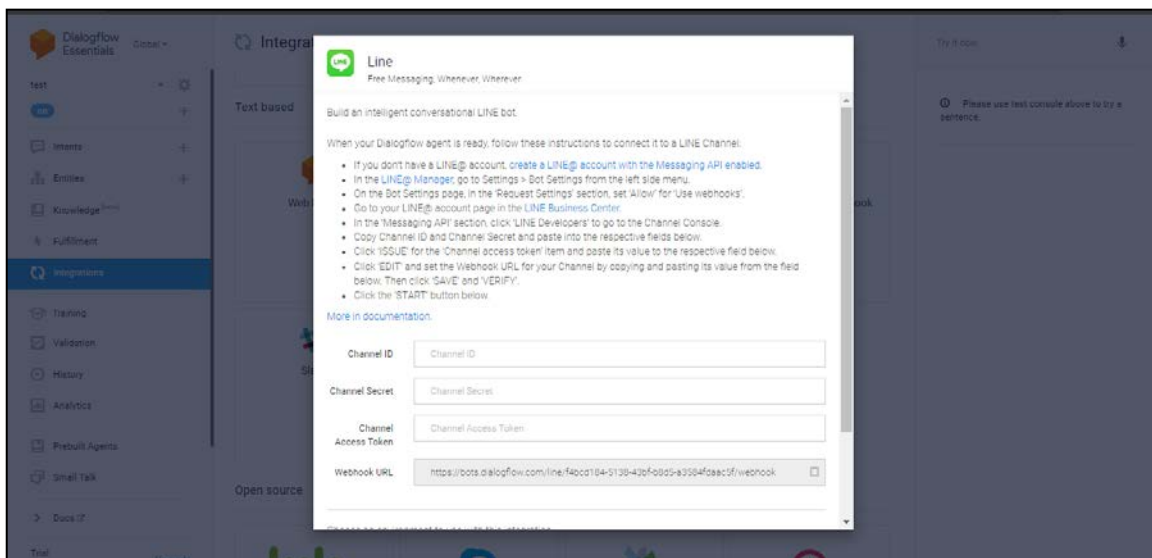 Dialogflow
Essentials
Global
test
en
Intents
Entities
Knowledge
Fulfillment
Integrations
Training
Validation
History
Analytics
Prebuilt Agents
Small Talk
Docs
Trial
Integrat
Text based
Web
Sl
Open source
Line
Free Messaging, Whenever, Wherever
Build an intelligent conversational LINE bot.
When your Dialogflow agent is ready, follow these instructions to connect it to a LINE Channel.
• If you don't have a LINE@ account, create a LINE@ account with the Messaging API enabled.
• In the LINE@ Manager, go to Settings > Bot Settings from the left side menu.
• On the Bot Settings page, in the 'Request Settings' section, set 'Allow' for 'Use webhooks'.
• Go to your LINE@ account page in the LINE Business Center.
• In the 'Messaging API' section, click 'LINE Developers' to go to the Channel Console.
• Copy Channel ID and Channel Secret and paste into the respective fields below.
• Click 'ISSUE' for the 'Channel access token' item and paste its value to the respective field below.
• Click 'EDIT' and set the Webhook URL for your Channel by copying and pasting its value from the field
below. Then click 'SAVE' and 'VERIFY'.
• Click the 'START' button below.
More in documentation.
Channel ID
Channel ID
Channel Secret
Channel Secret
Channel
Access Token
Channel Access Token
Webhook URL
https://bots.dialogflow.com/line/f4bcd184-5138-43bf-b8d5-a3584fdaac5f/webhook
ook
Try it now
Please use test console above to try a
sentence.